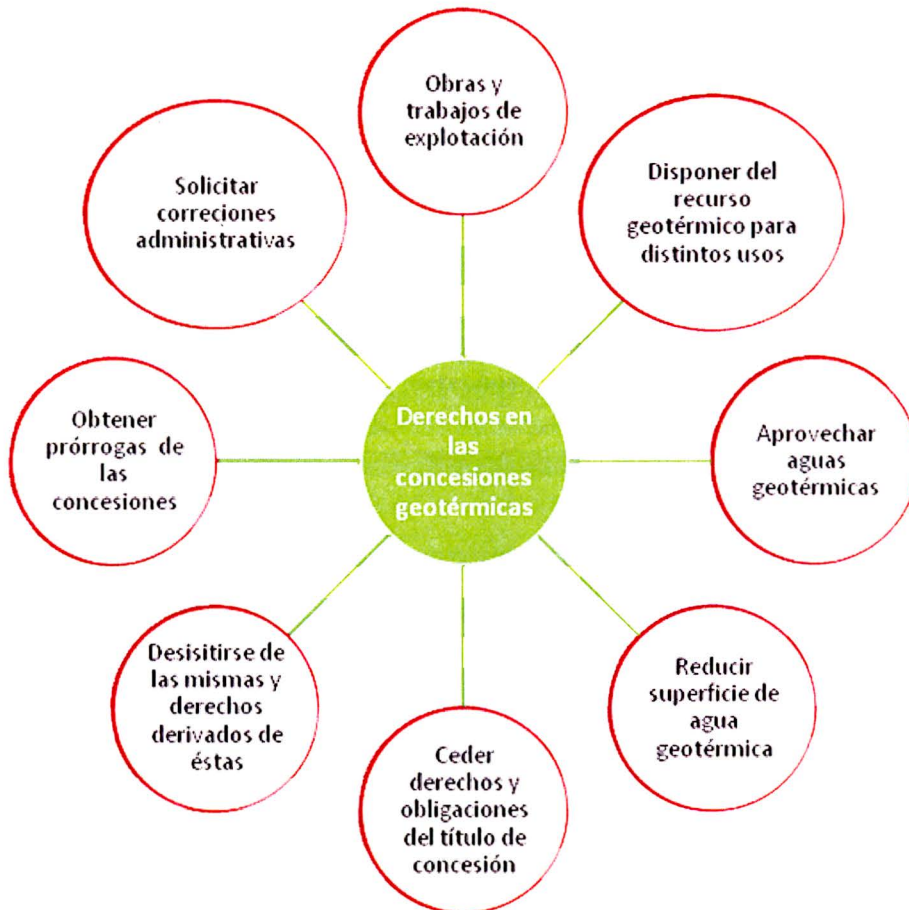 Obras y
trabajos de
explotación
Disponer del
recurso
geotérmico para
distintos usos
Aprovechar
aguas
geotérmicas
Reducir
superficie de
agua
geotérmica
Ceder
derechos y
obligaciones
del título de
concesión
Desisitirse de
las mismas y
derechos
derivados de
éstas
Obtener
prórrogas de
las
concesiones
Solicitar
correciones
administrativas
Derechos en
las
concesiones
geotérmicas